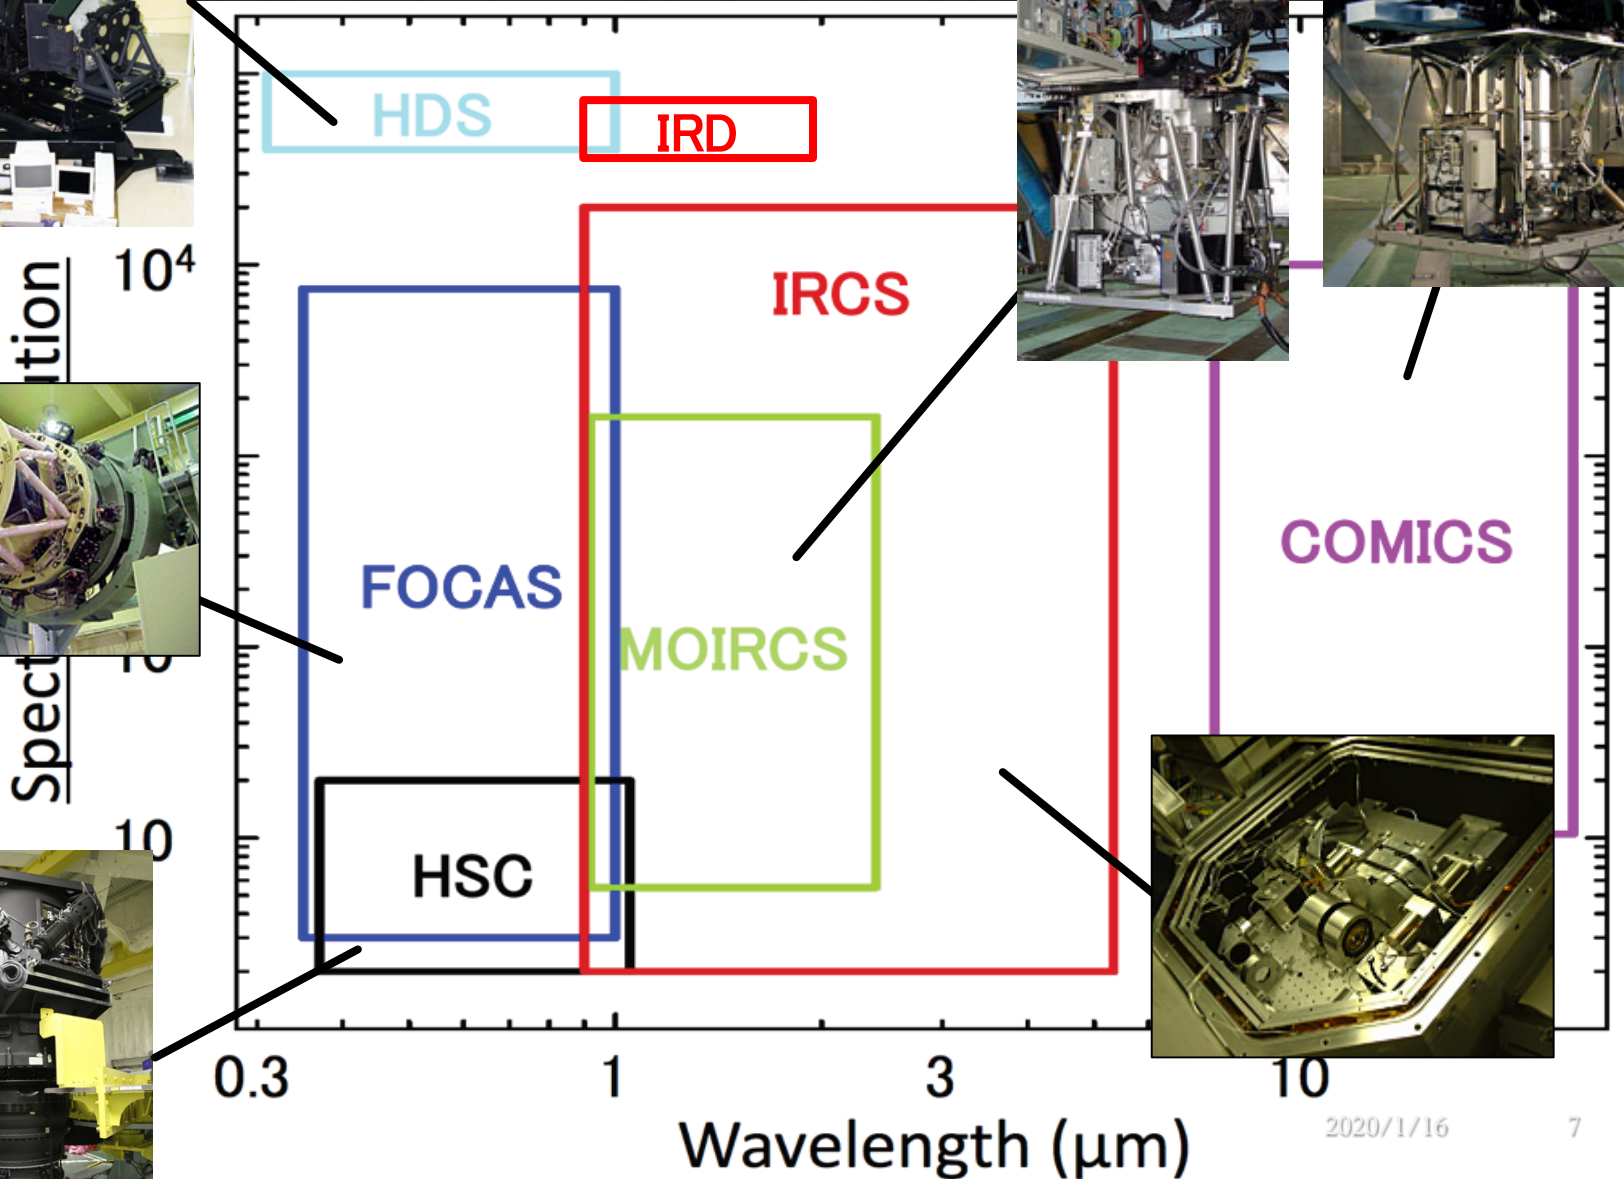 HDS
IRD
10⁴
IRCS
COMICS
FOCAS
MOIRCS
10
HSC
0.3 1 3 10
Wavelength (μm)
2020/1/16 7